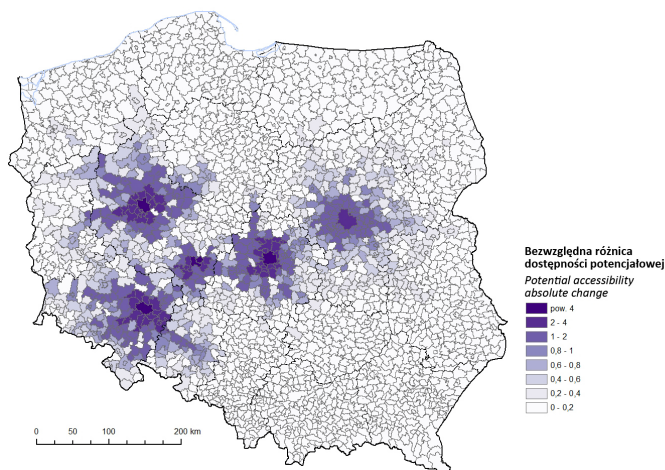 Bezwzględna różnica
dostępności potencjałowej
Potential accessibility
absolute change
pow. 4
2 - 4
1 - 2
0,8 - 1
0,6 - 0,8
0,4 - 0,6
0,2 - 0,4
0 - 0,2
0 50 100 200 km